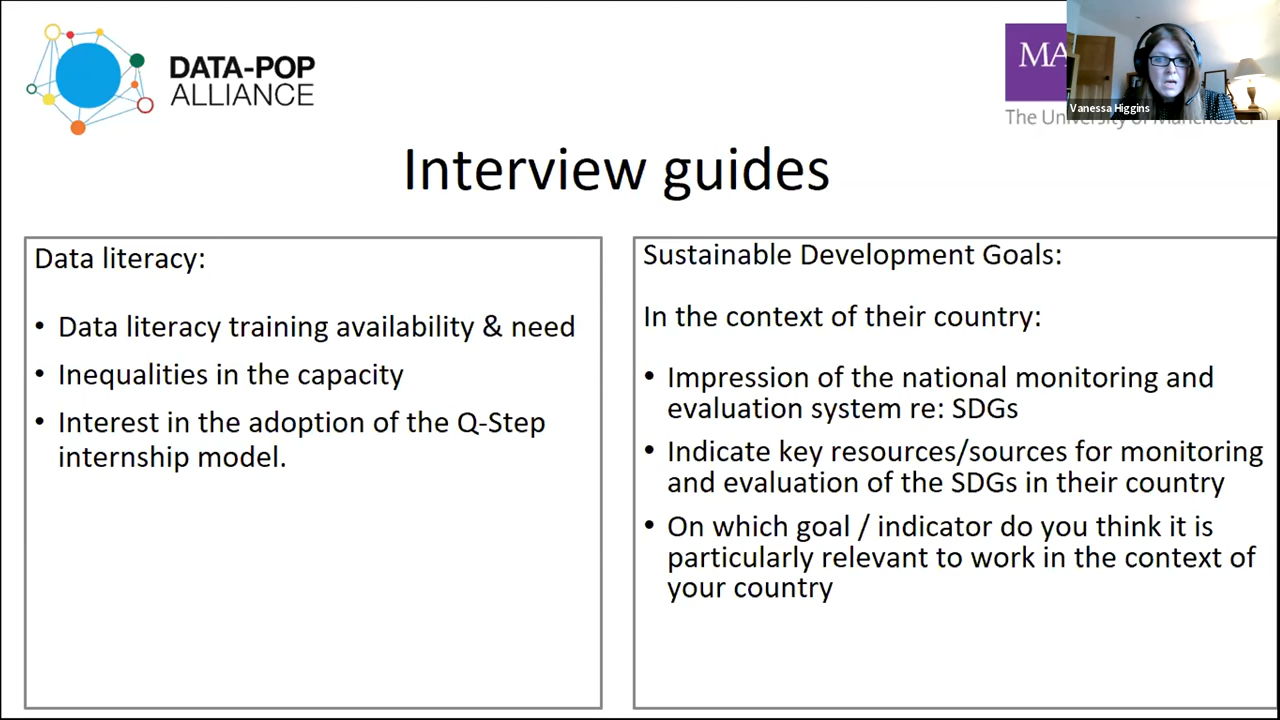 DATA-POP
ALLIANCE
MA
Vanessa Higgins
The University of Manchester
Interview guides
Data literacy:
• Data literacy training availability & need
• Inequalities in the capacity
• Interest in the adoption of the Q-Step
internship model.
Sustainable Development Goals:
In the context of their country:
• Impression of the national monitoring and
evaluation system re: SDGs
• Indicate key resources/sources for monitoring
and evaluation of the SDGs in their country
• On which goal / indicator do you think it is
particularly relevant to work in the context of
your country